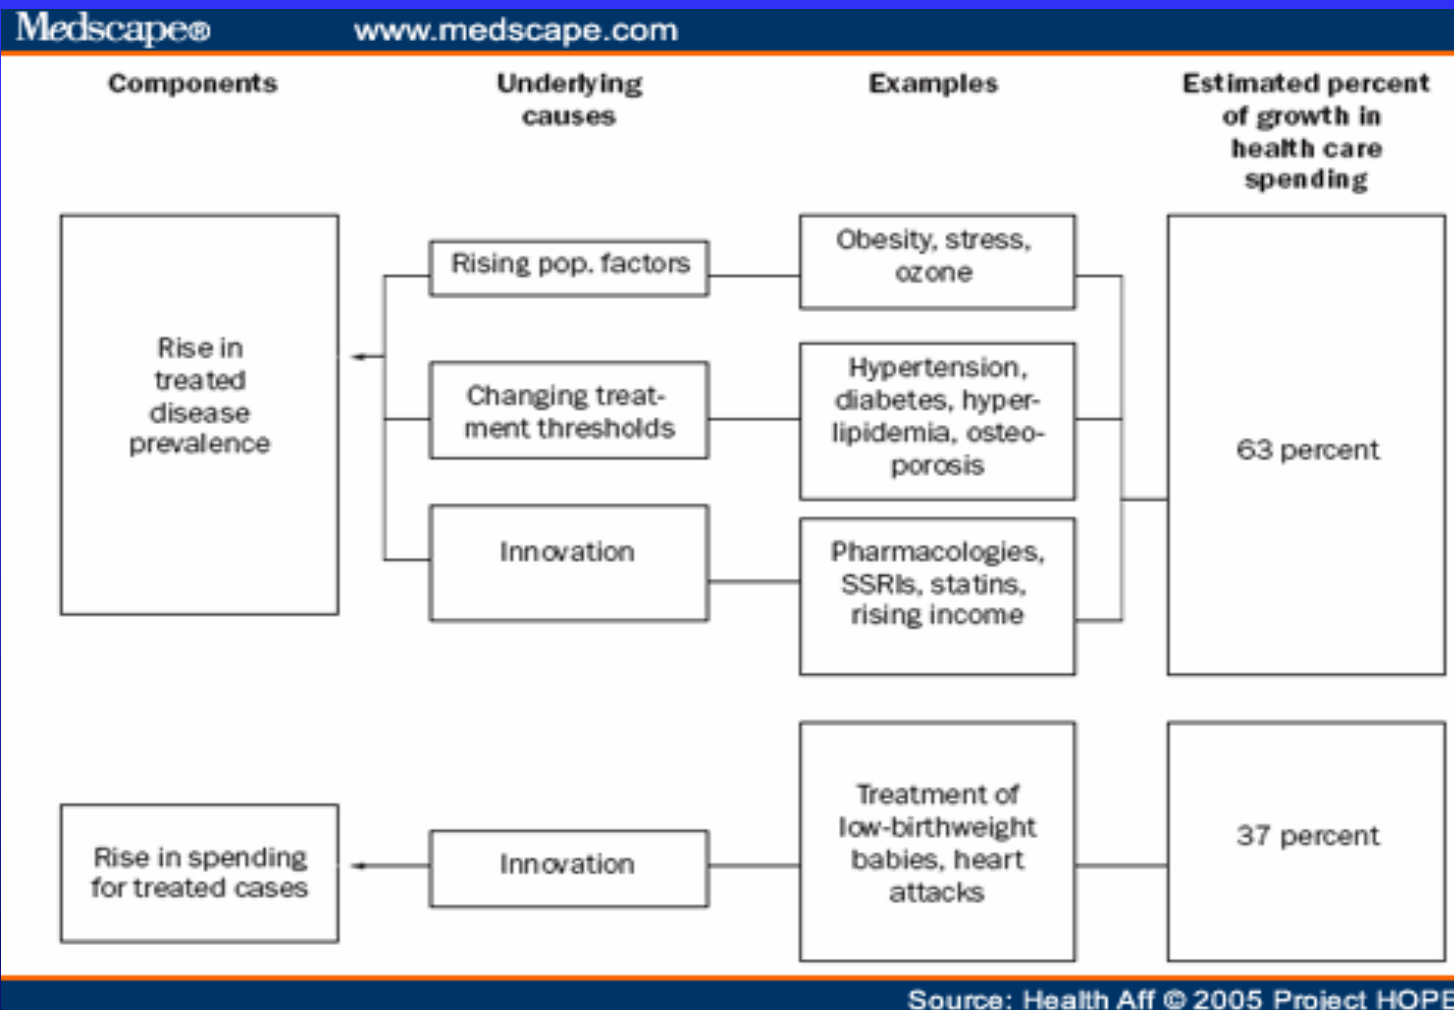 Medscape® www.medscape.com
Components
Underlying
causes
Examples
Estimated percent
of growth in
health care
spending
Rise in
treated
disease
prevalence
Rising pop. factors
Obesity, stress,
ozone
Changing treat-
ment thresholds
Hypertension,
diabetes, hyper-
lipidemia, osteo-
porosis
Innovation
Pharmacologies,
SSRIs, statins,
rising income
63 percent
Rise in spending
for treated cases
Innovation
Treatment of
low-birthweight
babies, heart
attacks
37 percent
Source: Health Aff © 2005 Project HOPE